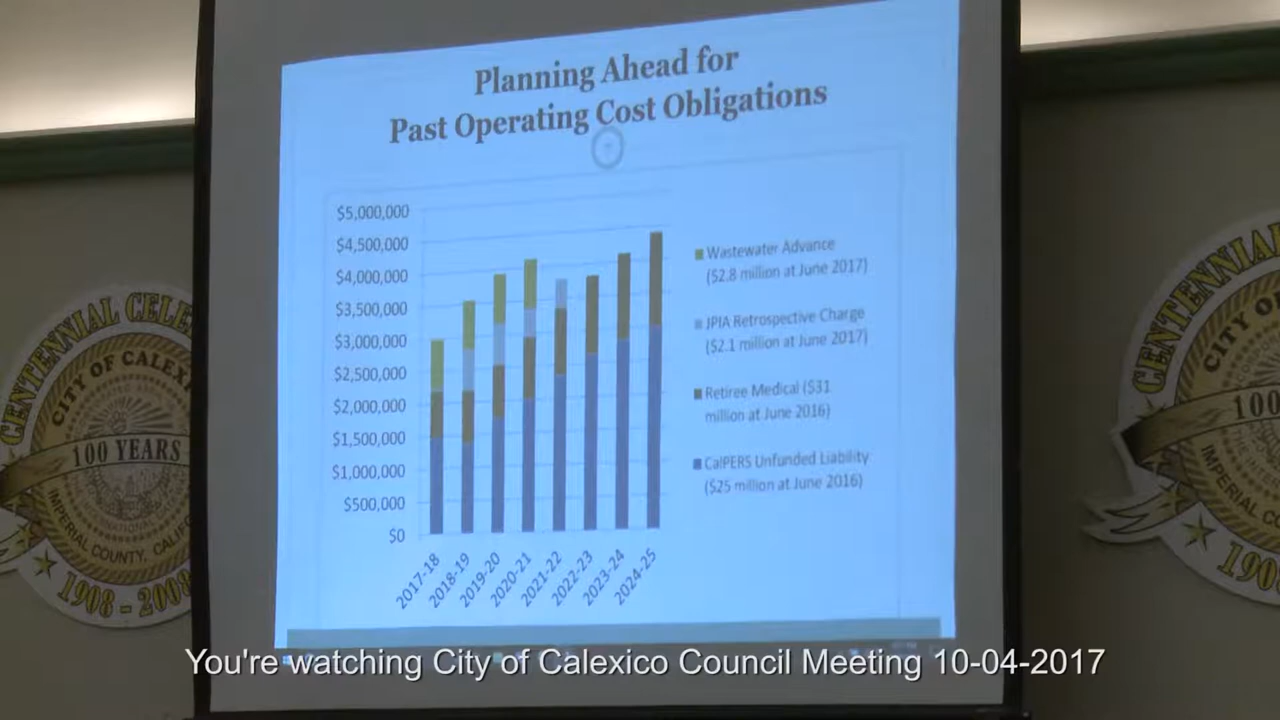 Planning Ahead for
Past Operating Cost Obligations
$5,000,000
$4,500,000
$4,000,000
$3,500,000
$3,000,000
$2,500,000
$2,000,000
$1,500,000
$1,000,000
$500,000
$0
2017-18
2018-19
2019-20
2020-21
2021-22
2022-23
2023-24
2024-25
Wastewater Advance
($2.8 million at June 2017)
JPIA Retrospective Charge
($2.1 million at June 2017)
Retiree Medical ($31
million at June 2016)
CalPERS Unfunded Liability
($25 million at June 2016)
CENTENNIAL CELE
CITY OF CALEX
100 YEARS
IMPERIAL COUNTY, CALIF
1908 - 2008
CENTENNIAL
CITY O
100
IMPERIAL CO
190
You're watching City of Calexico Council Meeting 10-04-2017